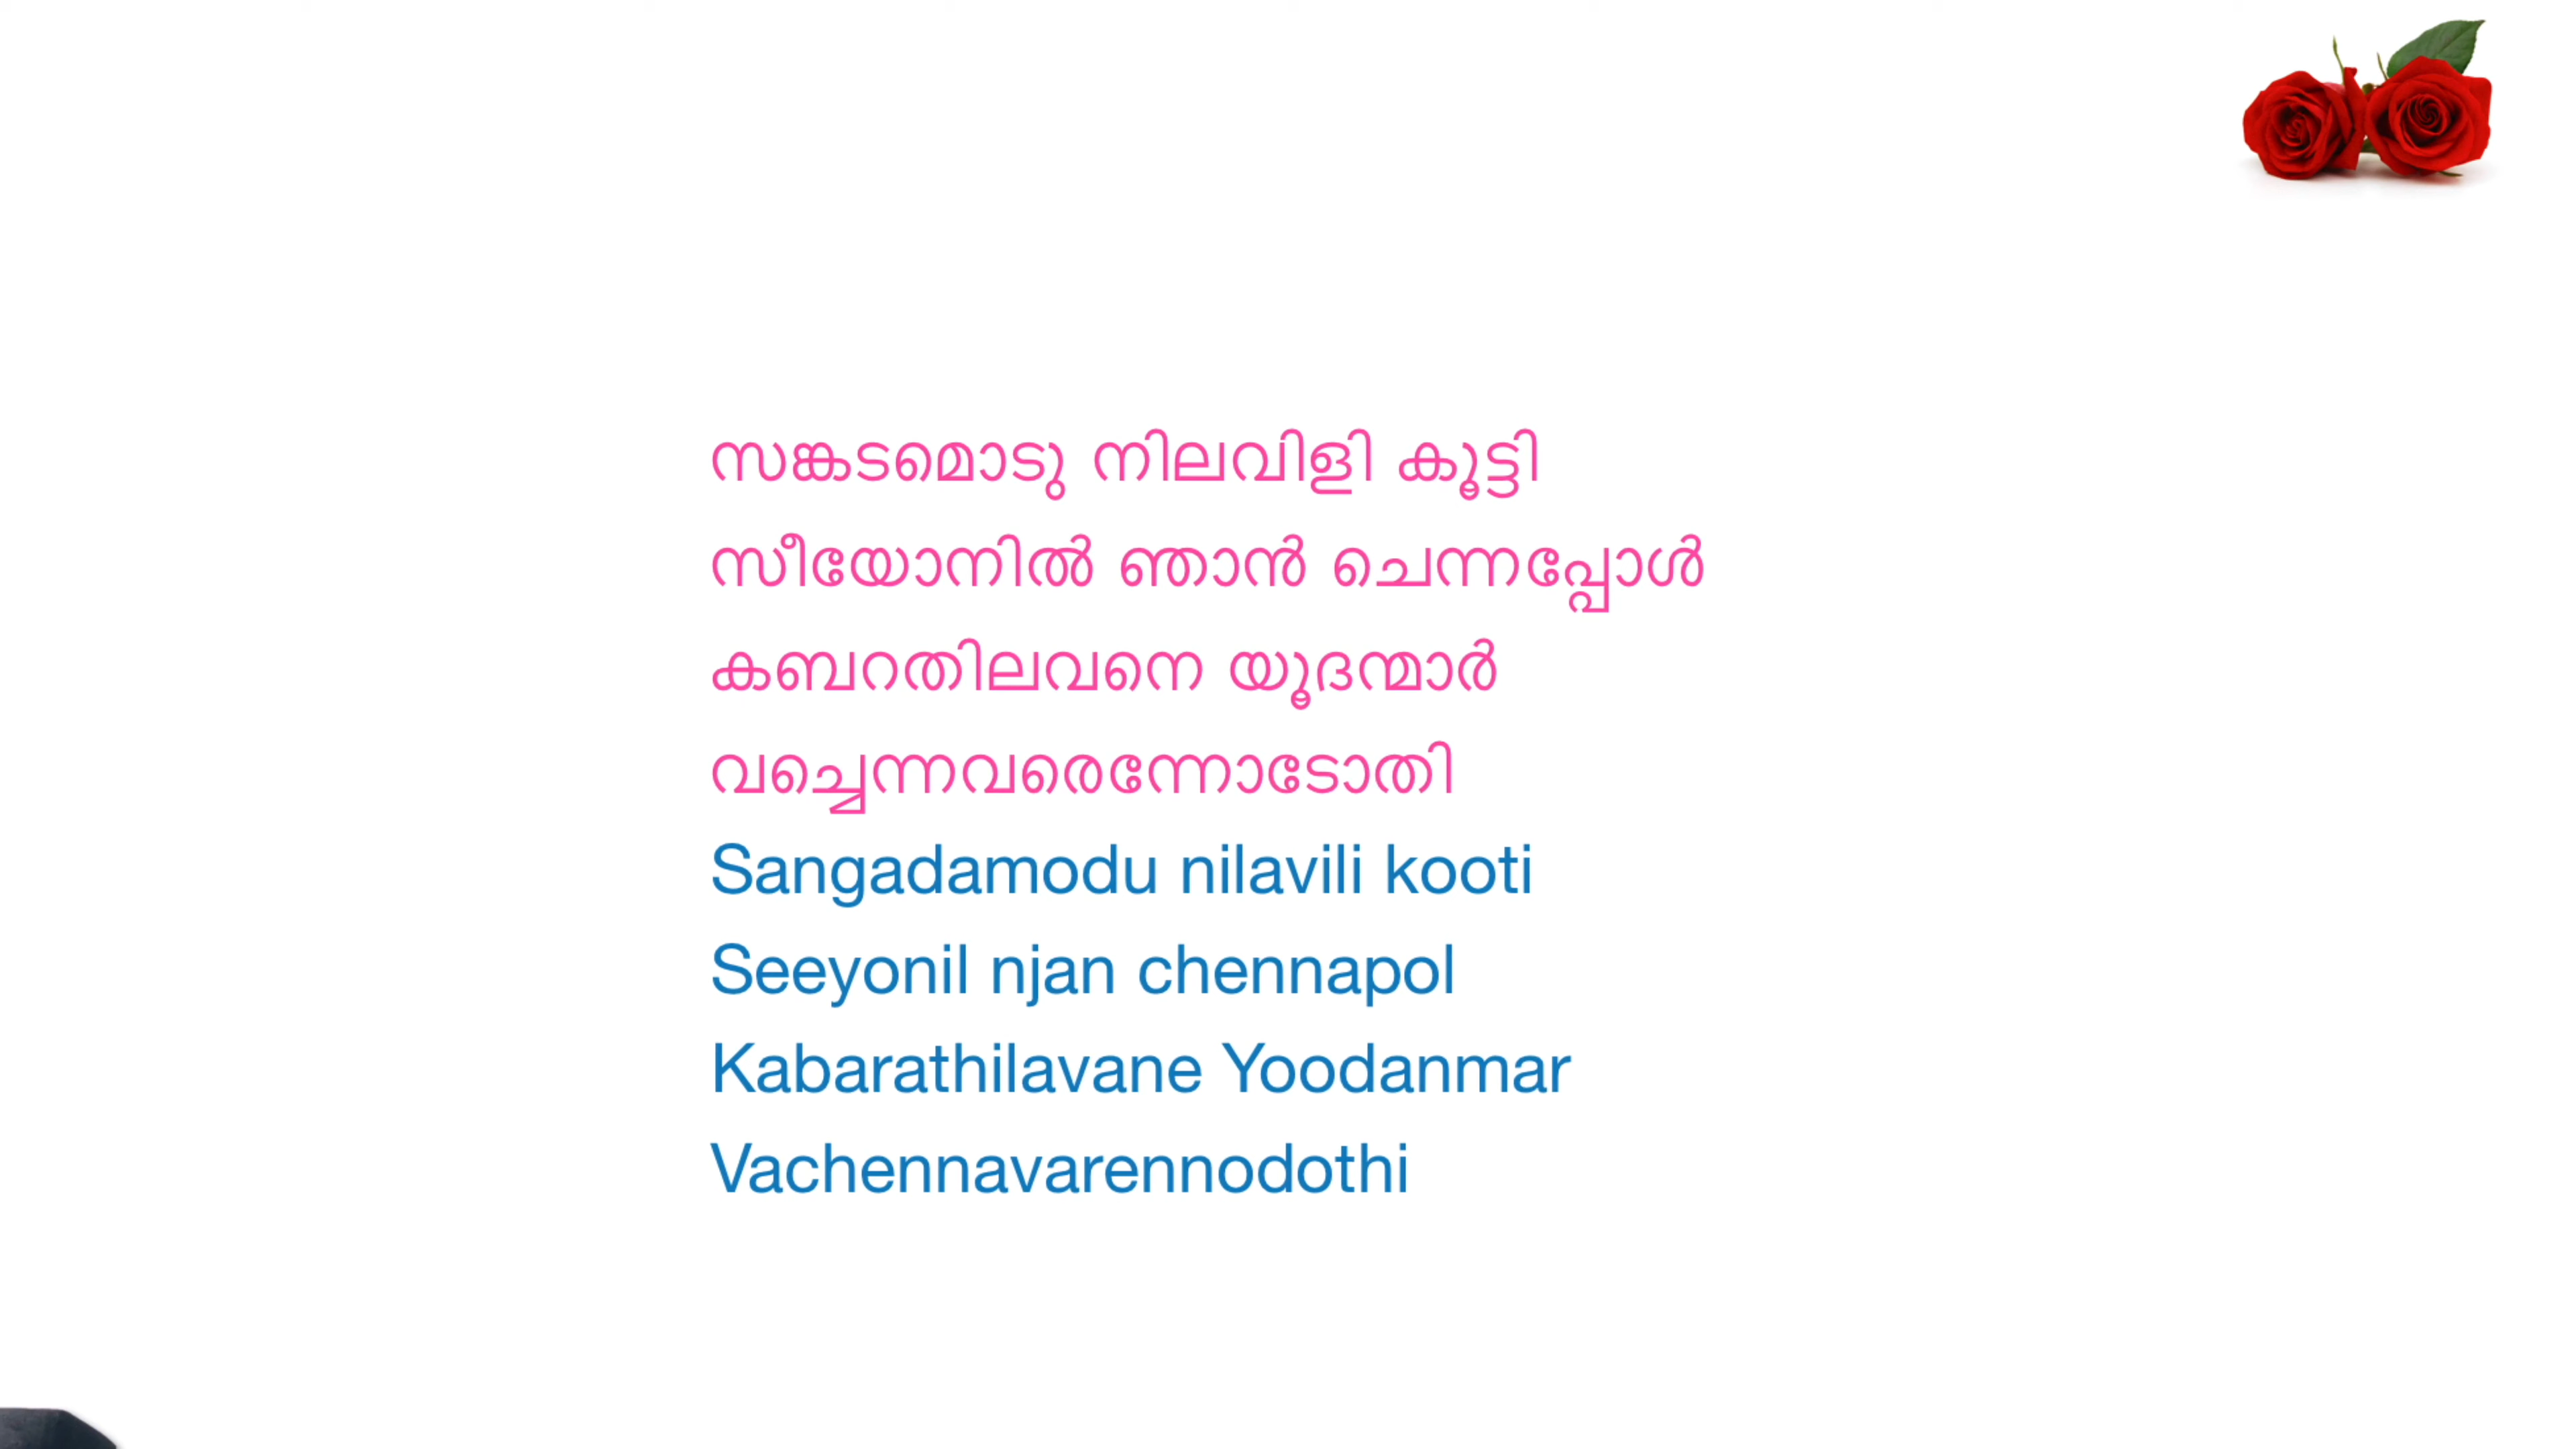 സങ്കടമൊടു നിലവിളി കൂട്ടി
സീയോനിൽ ഞാൻ ചെന്നപ്പോൾ
കബറതിലവനെ യൂദന്മാർ
വച്ചെന്നവരെന്നോടോതി
Sangadamodu nilavili kooti
Seeyonil njan chennapol
Kabarathilavane Yoodanmar
Vachennavarennodothi